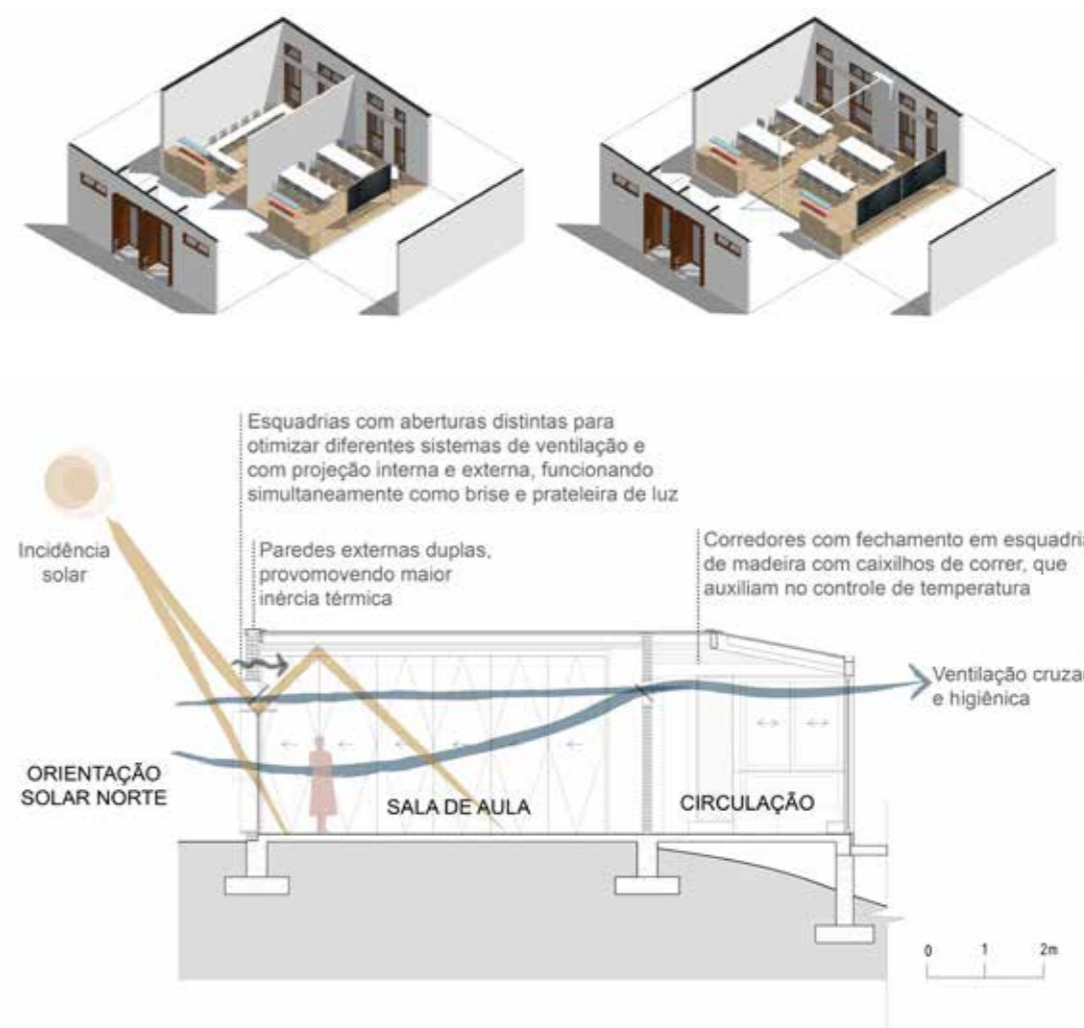 Esquadrias com aberturas distintas para
otimizar diferentes sistemas de ventilação e
com projeção interna e externa, funcionando
simultaneamente como brise e prateleira de luz
Incidência
solar
Paredes externas duplas,
provomovendo maior
inércia térmica
Corredores com fechamento em esquadria
de madeira com caixilhos de correr, que
auxiliam no controle de temperatura
Ventilação cruza
e higiênica
ORIENTAÇÃO
SOLAR NORTE
SALA DE AULA
CIRCULAÇÃO
0 1 2m